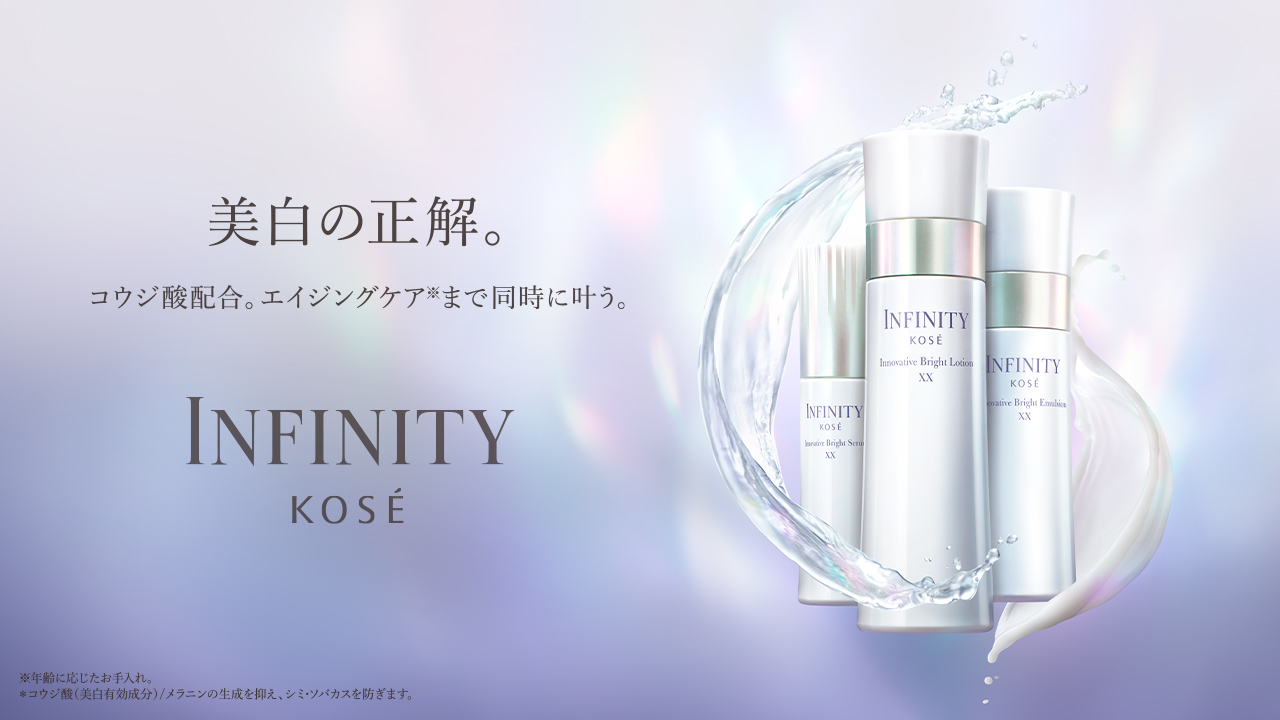 美白の正解。
コウジ酸配合。エイジングケア※まで同時に叶う。
INFINITY
KOSÉ
INFINITY
KOSÉ
Innovative Bright Serum
XX
INFINITY
KOSÉ
Innovative Bright Lotion
XX
INFINITY
KOSÉ
Bright Emulsion
XX
※年齢に応じたお手入れ。
*コウジ酸(美白有効成分)/メラニンの生成を抑え、シミ・ソバカスを防ぎます。